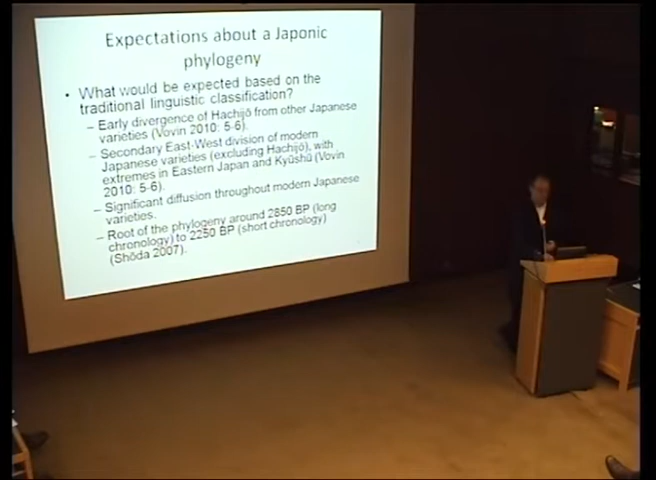 Expectations about a Japonic
phylogeny
• What would be expected based on the
traditional linguistic classification?
– Early divergence of Hachijō from other Japanese
varieties (Vovin 2010: 5-6).
– Secondary East-West division of modern
Japanese varieties (excluding Hachijō), with
extremes in Eastern Japan and Kyūshū (Vovin
2010: 5-6).
– Significant diffusion throughout modern Japanese
varieties.
– Root of the phylogeny around 2850 BP (long
chronology) to 2250 BP (short chronology)
(Shōda 2007).